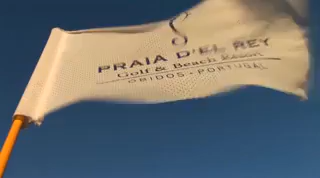 PRAIA D'EL REY
Golf & Beach Resort
OBIDOS • PORTUGAL